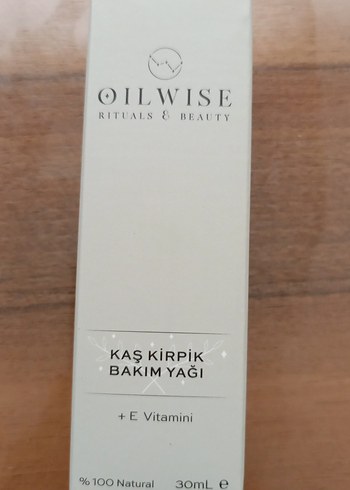 OILWISE
RITUALS & BEAUTY
KAŞ KİRPİK
BAKIM YAĞI
+ E Vitamini
% 100 Natural 30mL ℮